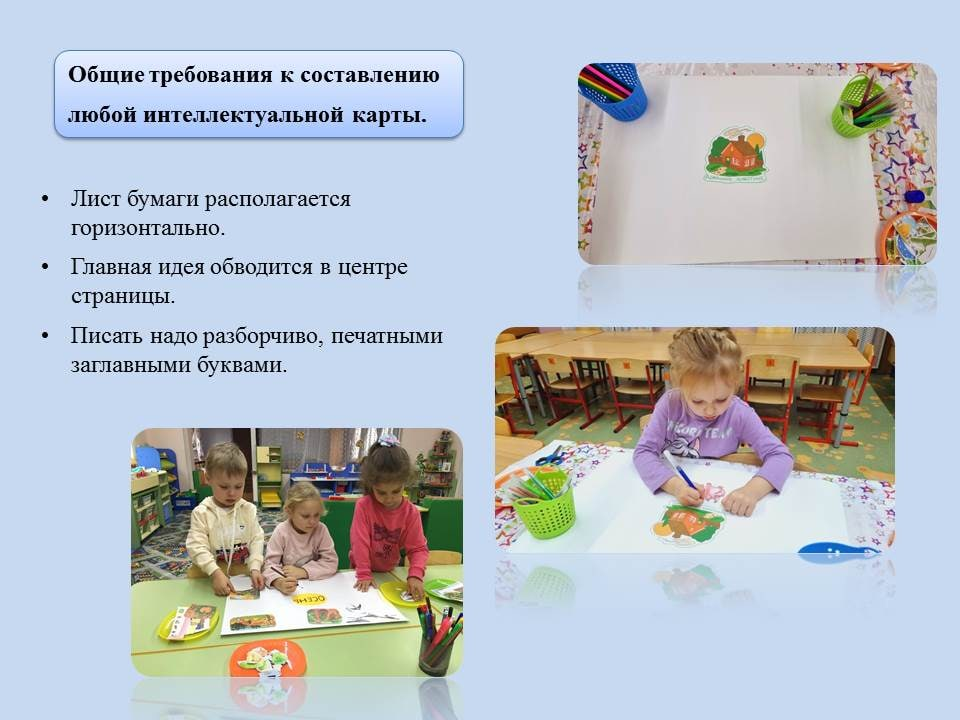 Общие требования к составлению
любой интеллектуальной карты.
• Лист бумаги располагается
горизонтально.
• Главная идея обводится в центре
страницы.
• Писать надо разборчиво, печатными
заглавными буквами.
ОСЕНЬ